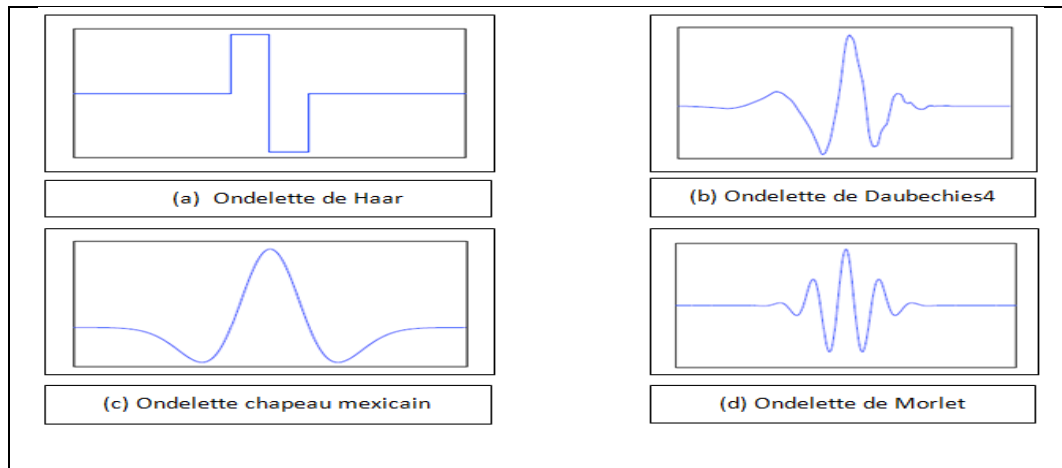 (a) Ondelette de Haar
(b) Ondelette de Daubechies4
(c) Ondelette chapeau mexicain
(d) Ondelette de Morlet